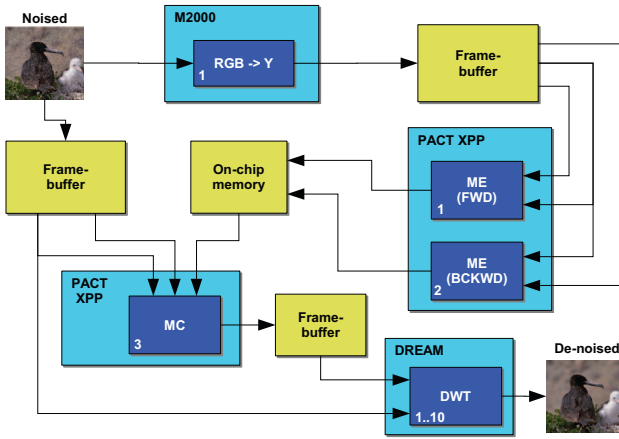 Noised
M2000
RGB -> Y
1
Frame-
buffer
PACT XPP
Frame-
buffer
On-chip
memory
ME
(FWD)
1
ME
(BCKWD)
2
PACT
XPP
MC
3
Frame-
buffer
DREAM
De-noised
DWT
1..10